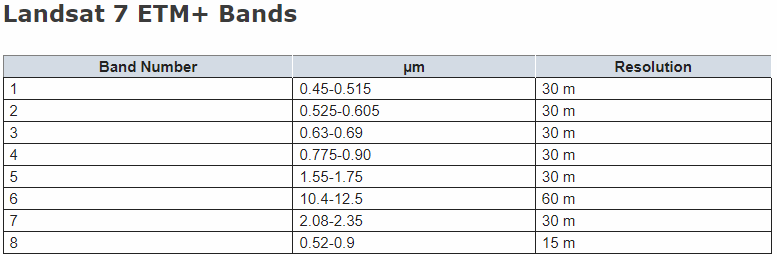 Landsat 7 ETM+ Bands
Band Number µm Resolution
1 0.45-0.515 30 m
2 0.525-0.605 30 m
3 0.63-0.69 30 m
4 0.775-0.90 30 m
5 1.55-1.75 30 m
6 10.4-12.5 60 m
7 2.08-2.35 30 m
8 0.52-0.9 15 m